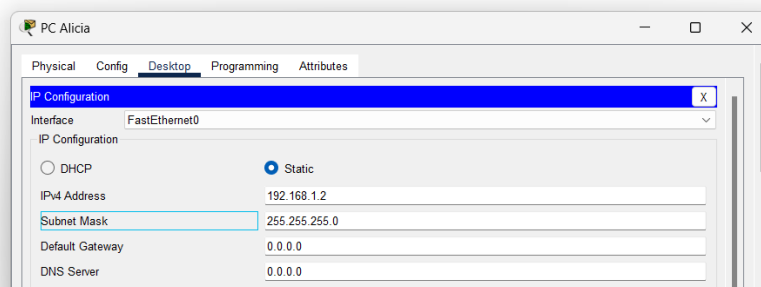 PC Alicia
Physical Config Desktop Programming Attributes
IP Configuration X
Interface FastEthernet0
IP Configuration
DHCP Static
IPv4 Address 192.168.1.2
Subnet Mask 255.255.255.0
Default Gateway 0.0.0.0
DNS Server 0.0.0.0